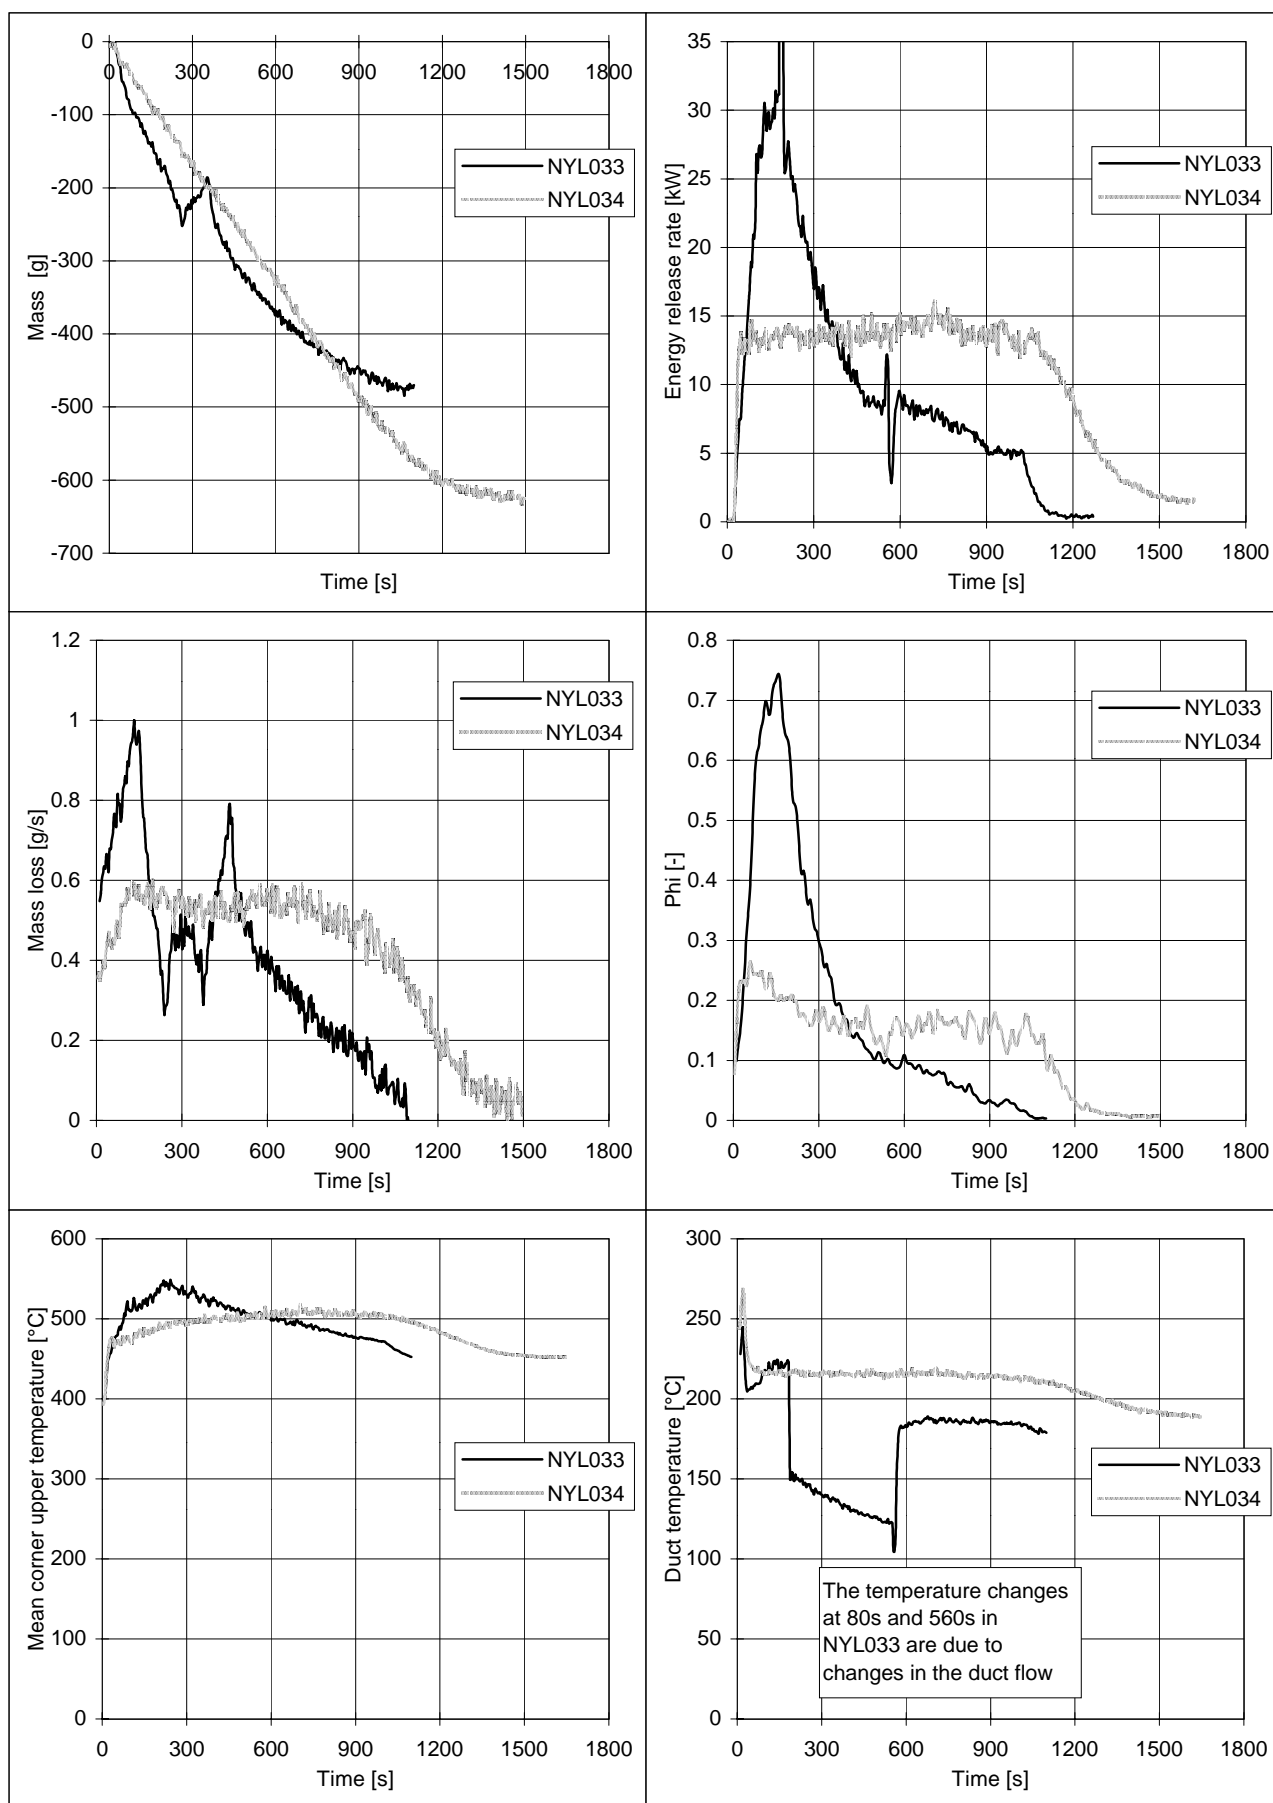 0
-100
-200
-300
-400
-500
-600
-700
0 300 600 900 1200 1500 1800
Mass [g]
Time [s]
NYL033
NYL034
35
30
25
20
15
10
5
0
0 300 600 900 1200 1500 1800
Energy release rate [kW]
Time [s]
NYL033
NYL034
1.2
1
0.8
0.6
0.4
0.2
0
0 300 600 900 1200 1500 1800
Mass loss [g/s]
Time [s]
NYL033
NYL034
0.8
0.7
0.6
0.5
0.4
0.3
0.2
0.1
0
0 300 600 900 1200 1500 1800
Phi [-]
Time [s]
NYL033
NYL034
600
500
400
300
200
100
0
0 300 600 900 1200 1500 1800
Mean corner upper temperature [°C]
Time [s]
NYL033
NYL034
300
250
200
150
100
50
0
0 300 600 900 1200 1500 1800
Duct temperature [°C]
Time [s]
NYL033
NYL034
The temperature changes
at 80s and 560s in
NYL033 are due to
changes in the duct flow